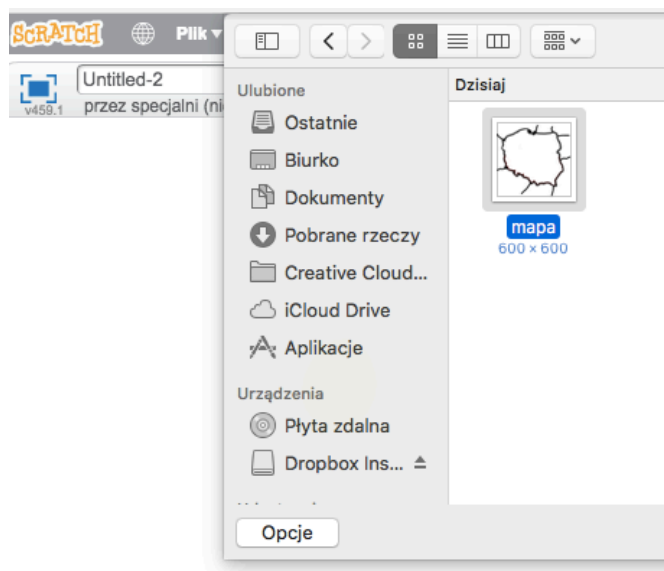 SCRATCH Plik
Untitled-2
v459.1 przez specjalni (ni
Ulubione
Ostatnie
Biurko
Dokumenty
Pobrane rzeczy
Creative Cloud...
iCloud Drive
Aplikacje
Urządzenia
Płyta zdalna
Dropbox Ins...
Opcje
Dzisiaj
mapa
600 × 600